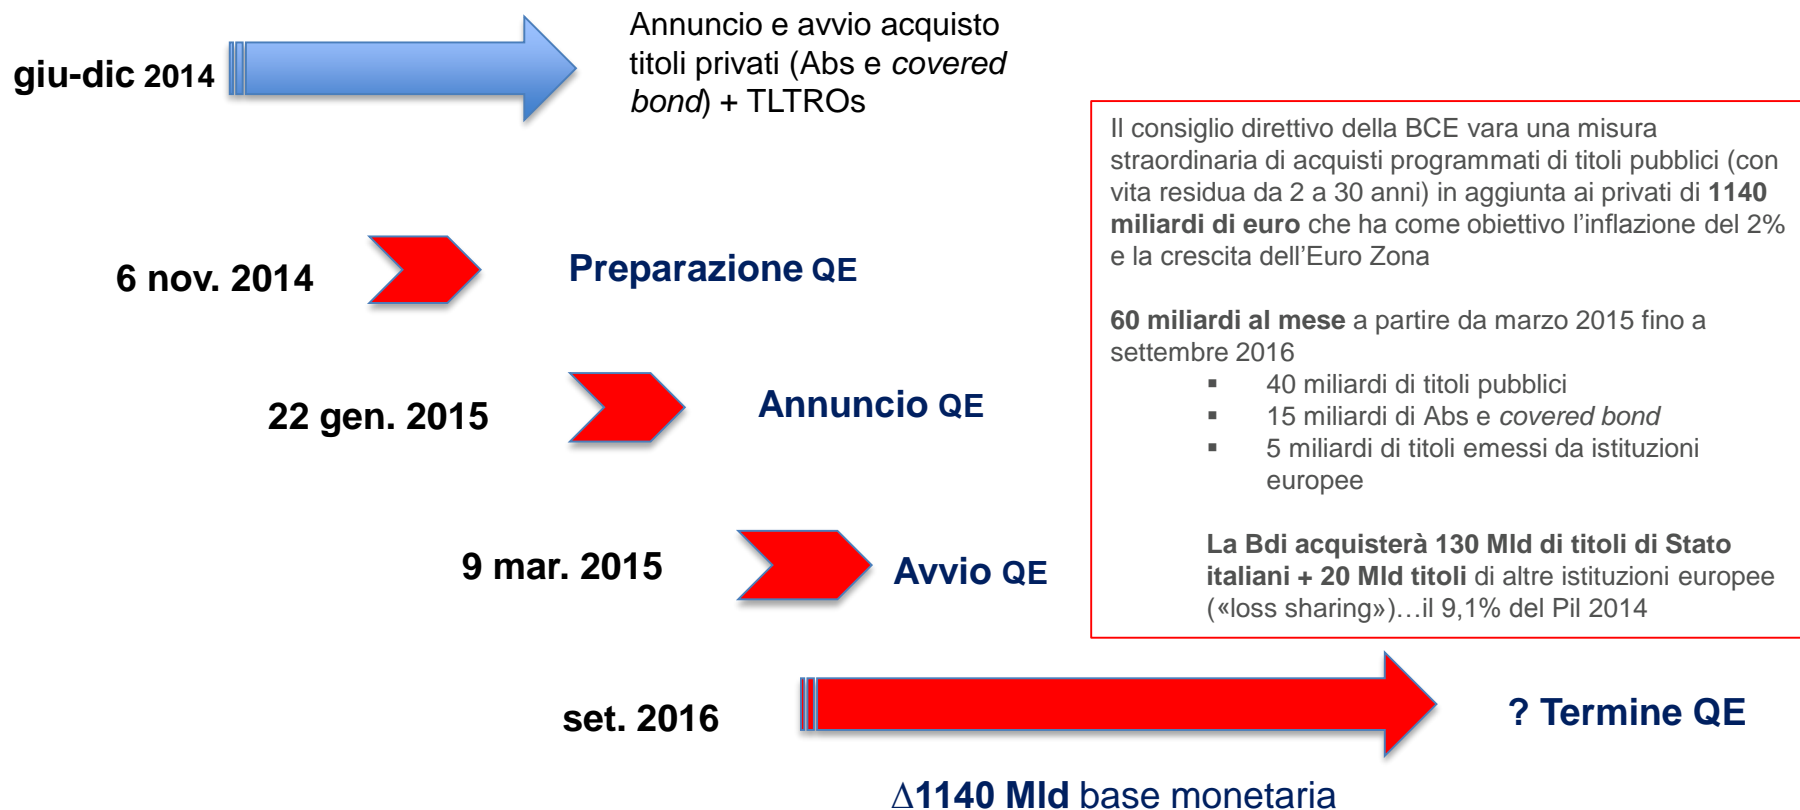 giu-dic 2014
Annuncio e avvio acquisto
titoli privati (Abs e covered
bond) + TLTROs
6 nov. 2014
Preparazione QE
22 gen. 2015
Annuncio QE
9 mar. 2015
Avvio QE
set. 2016
? Termine QE
∆1140 Mld base monetaria
Il consiglio direttivo della BCE vara una misura
straordinaria di acquisti programmati di titoli pubblici (con
vita residua da 2 a 30 anni) in aggiunta ai privati di 1140
miliardi di euro che ha come obiettivo l’inflazione del 2%
e la crescita dell’Euro Zona
60 miliardi al mese a partire da marzo 2015 fino a
settembre 2016
▪ 40 miliardi di titoli pubblici
▪ 15 miliardi di Abs e covered bond
▪ 5 miliardi di titoli emessi da istituzioni
europee
La Bdi acquisterà 130 Mld di titoli di Stato
italiani + 20 Mld titoli di altre istituzioni europee
(«loss sharing»)…il 9,1% del Pil 2014